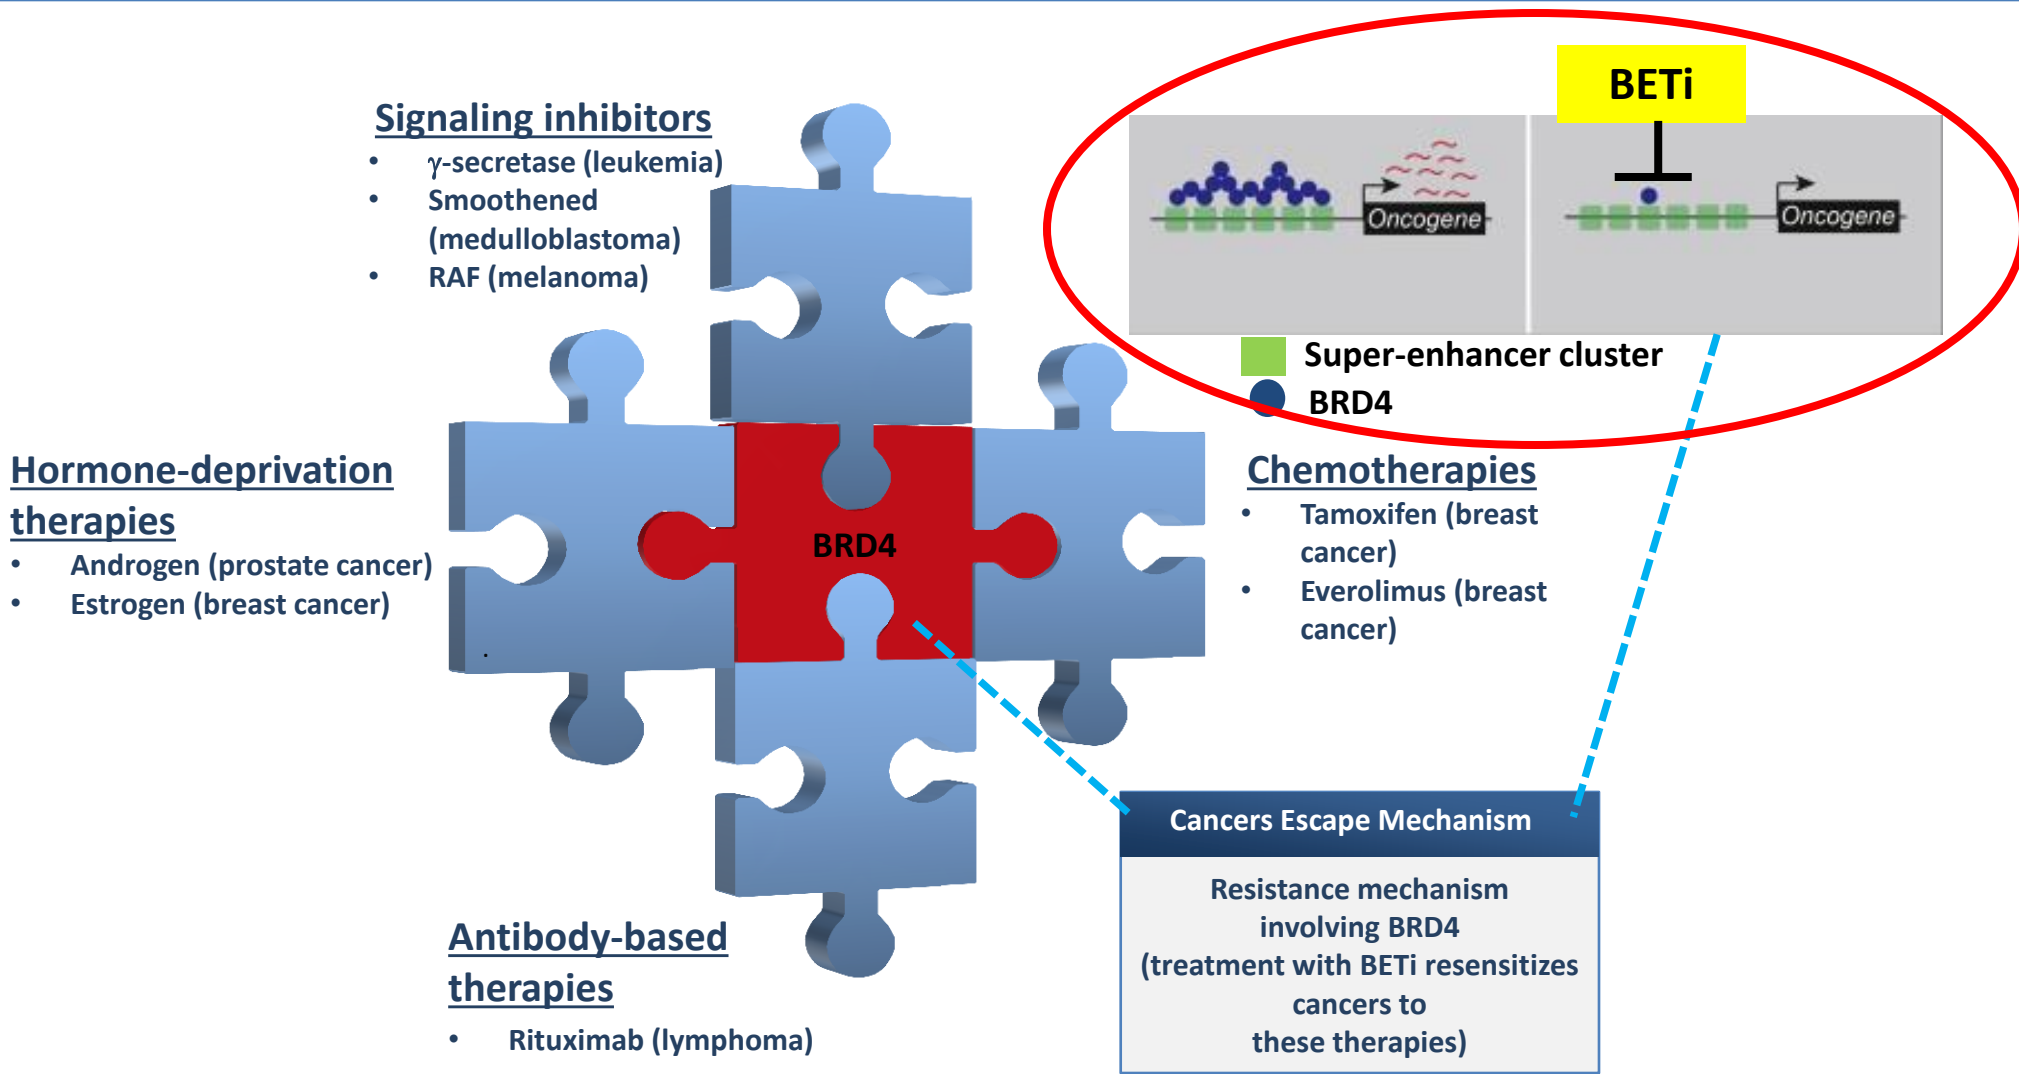 BETi
Oncogene
Oncogene
Super-enhancer cluster
BRD4
Signaling inhibitors
• γ-secretase (leukemia)
• Smoothened
(medulloblastoma)
• RAF (melanoma)
Hormone-deprivation
therapies
• Androgen (prostate cancer)
• Estrogen (breast cancer)
BRD4
Chemotherapies
• Tamoxifen (breast
cancer)
• Everolimus (breast
cancer)
Antibody-based
therapies
• Rituximab (lymphoma)
Cancers Escape Mechanism
Resistance mechanism
involving BRD4
(treatment with BETi resensitizes
cancers to
these therapies)